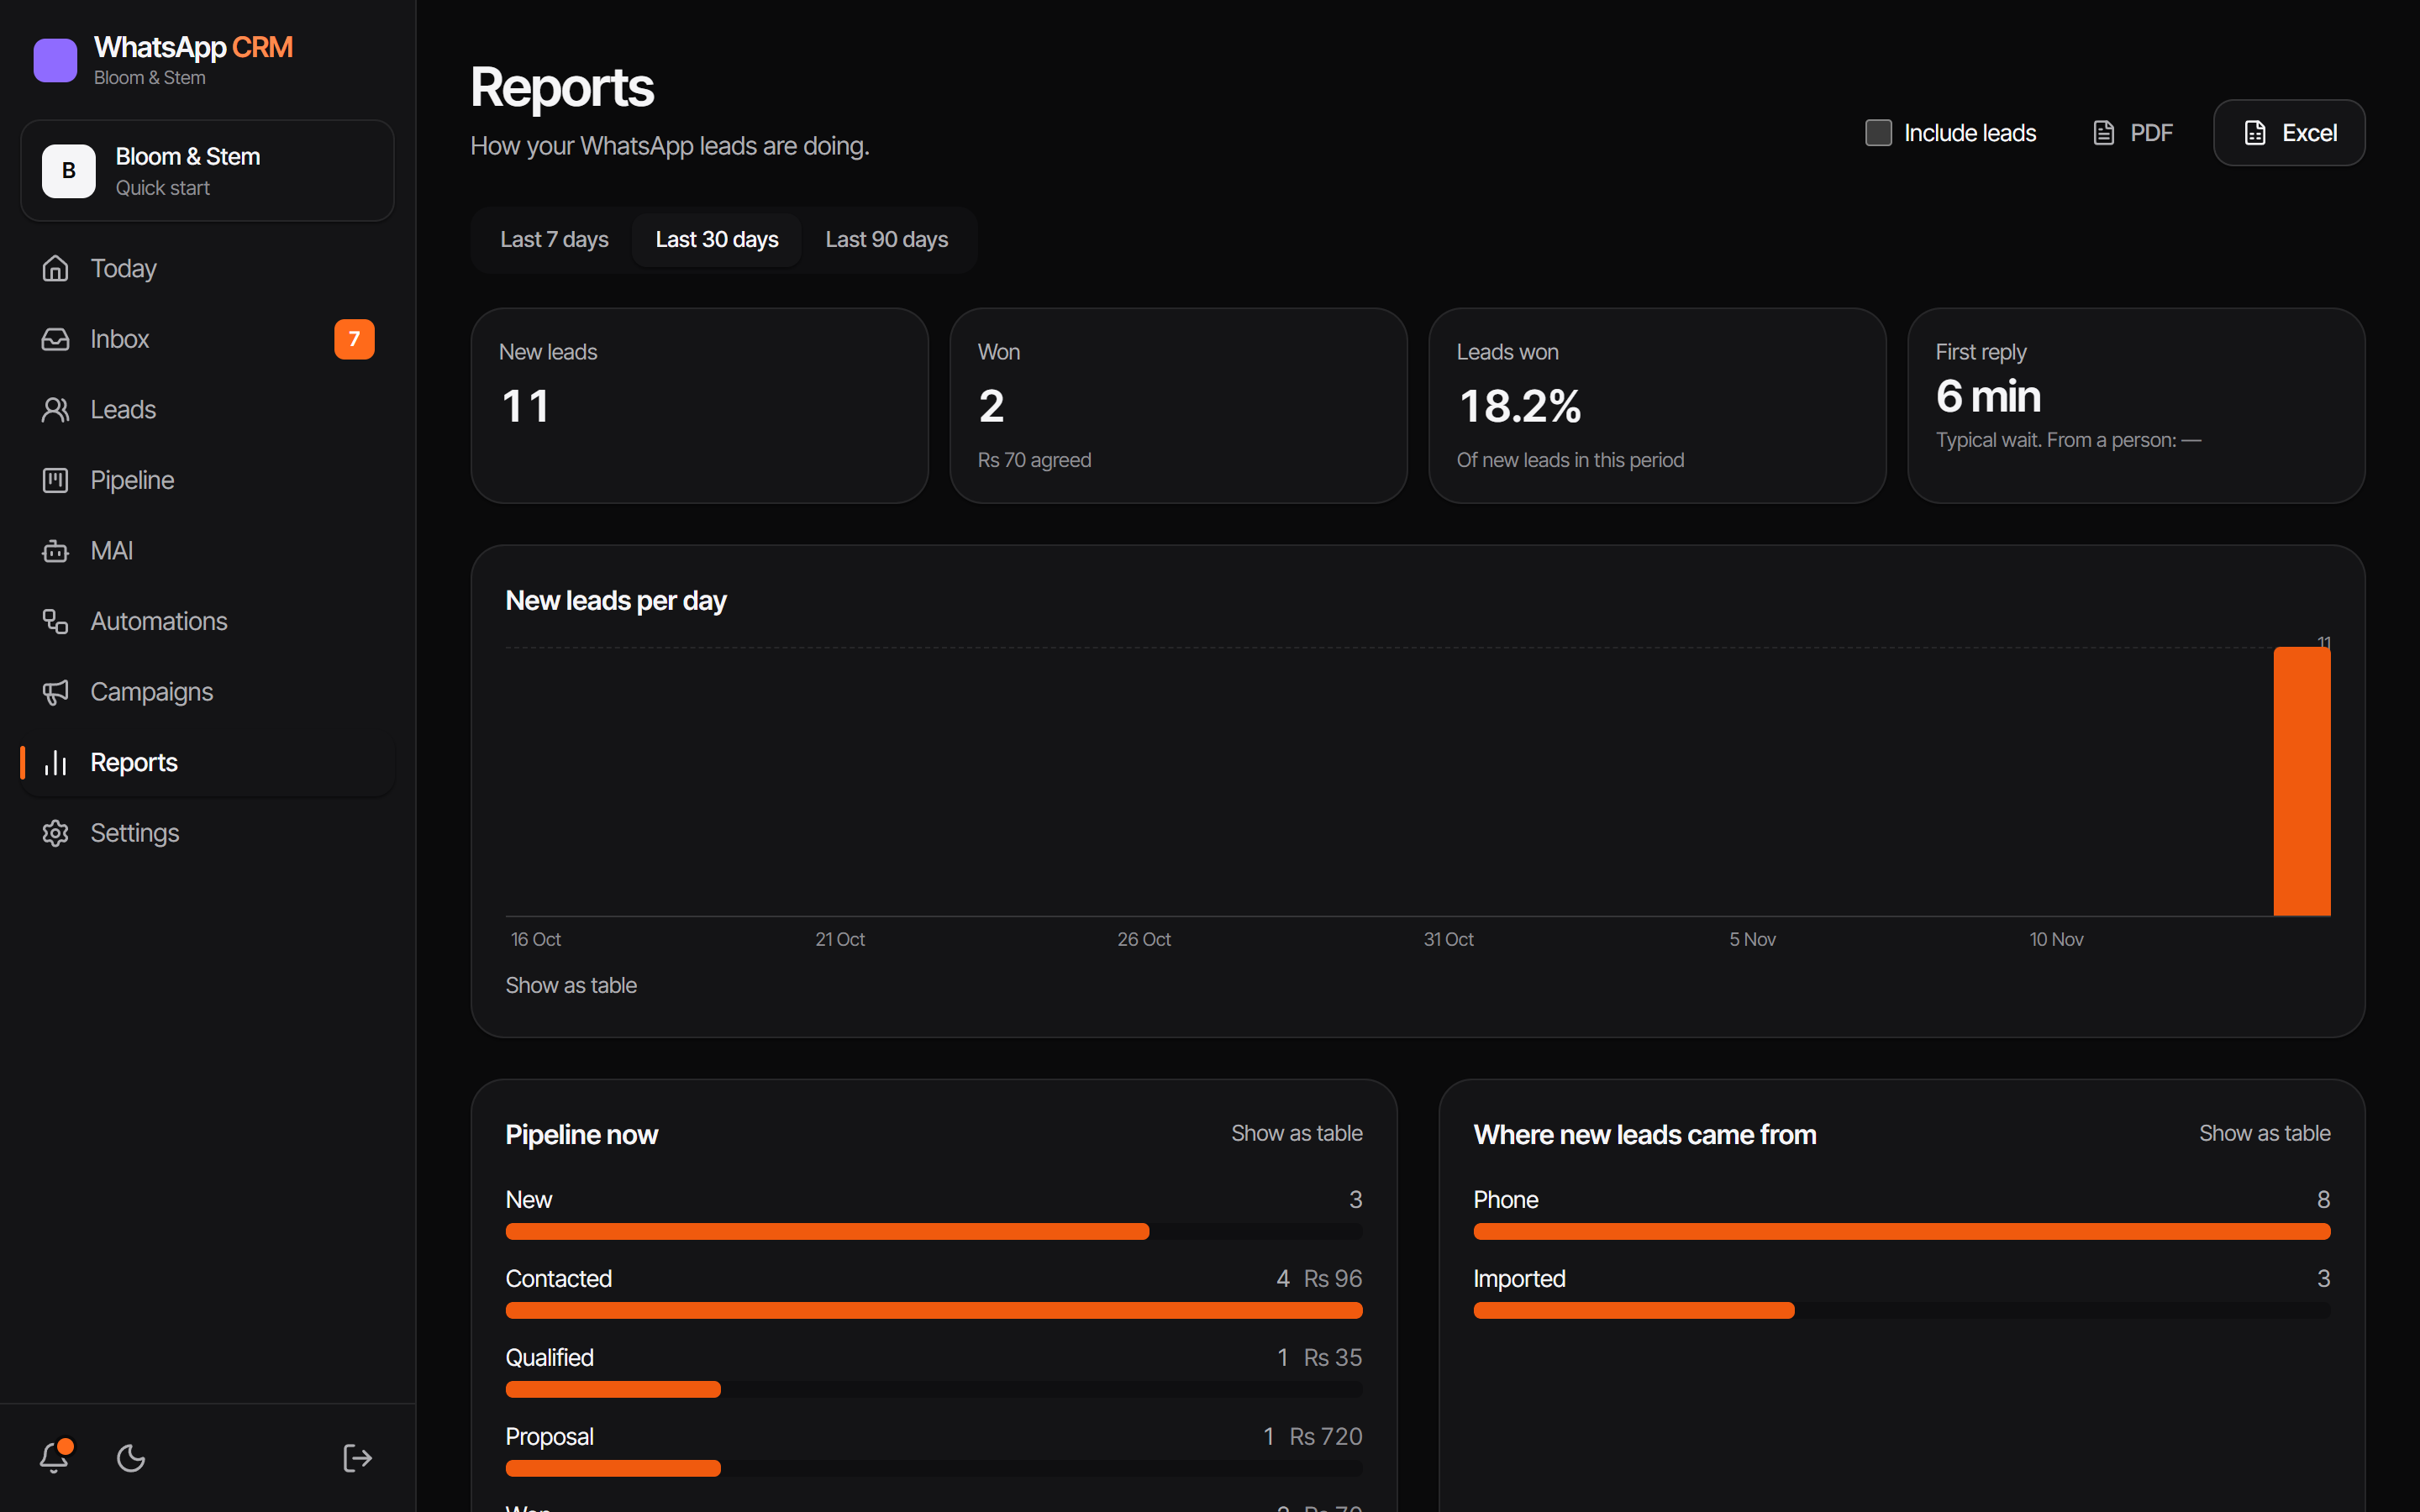 WhatsApp CRM
Bloom & Stem
B
Bloom & Stem
Quick start
Today
Inbox
7
Leads
Pipeline
MAI
Automations
Campaigns
Reports
Settings
Reports
How your WhatsApp leads are doing.
Include leads
PDF
Excel
Last 7 days
Last 30 days
Last 90 days
New leads
11
Won
2
Rs 70 agreed
Leads won
18.2%
Of new leads in this period
First reply
6 min
Typical wait. From a person: —
New leads per day
11
16 Oct
21 Oct
26 Oct
31 Oct
5 Nov
10 Nov
Show as table
Pipeline now
Show as table
New
3
Contacted
4 Rs 96
Qualified
1 Rs 35
Proposal
1 Rs 720
Where new leads came from
Show as table
Phone
8
Imported
3